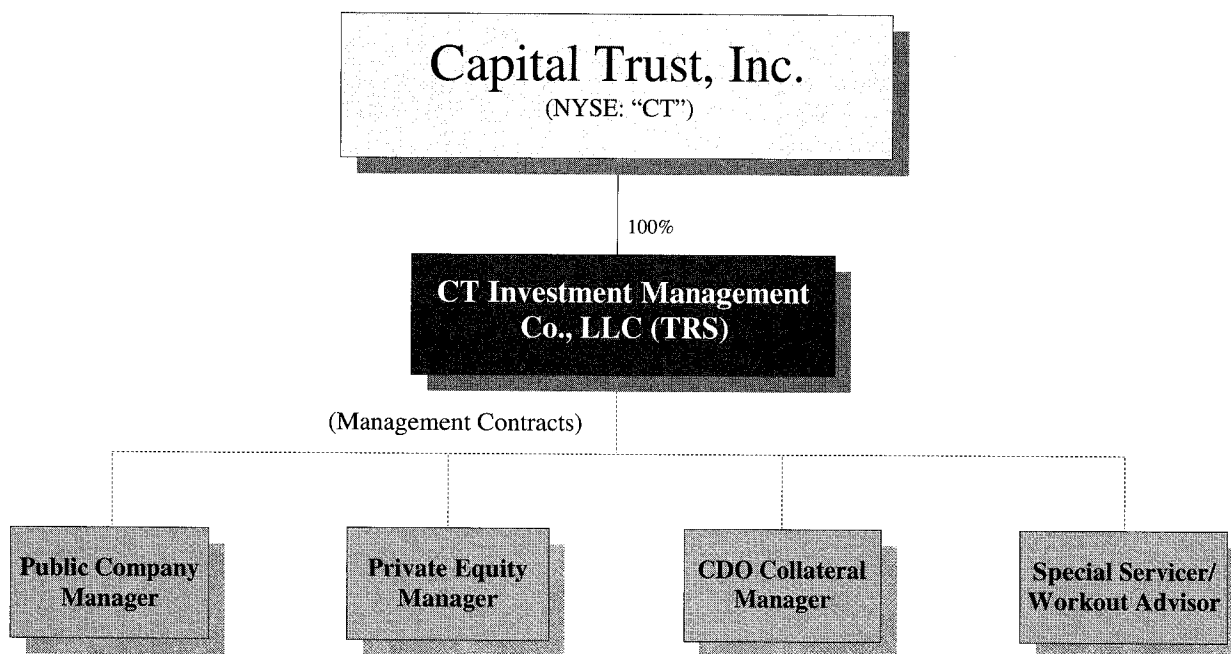 Capital Trust, Inc.
(NYSE: “CT”)
100%
CT Investment Management
Co., LLC (TRS)
(Management Contracts)
Public Company
Manager
Private Equity
Manager
CDO Collateral
Manager
Special Servicer/
Workout Advisor